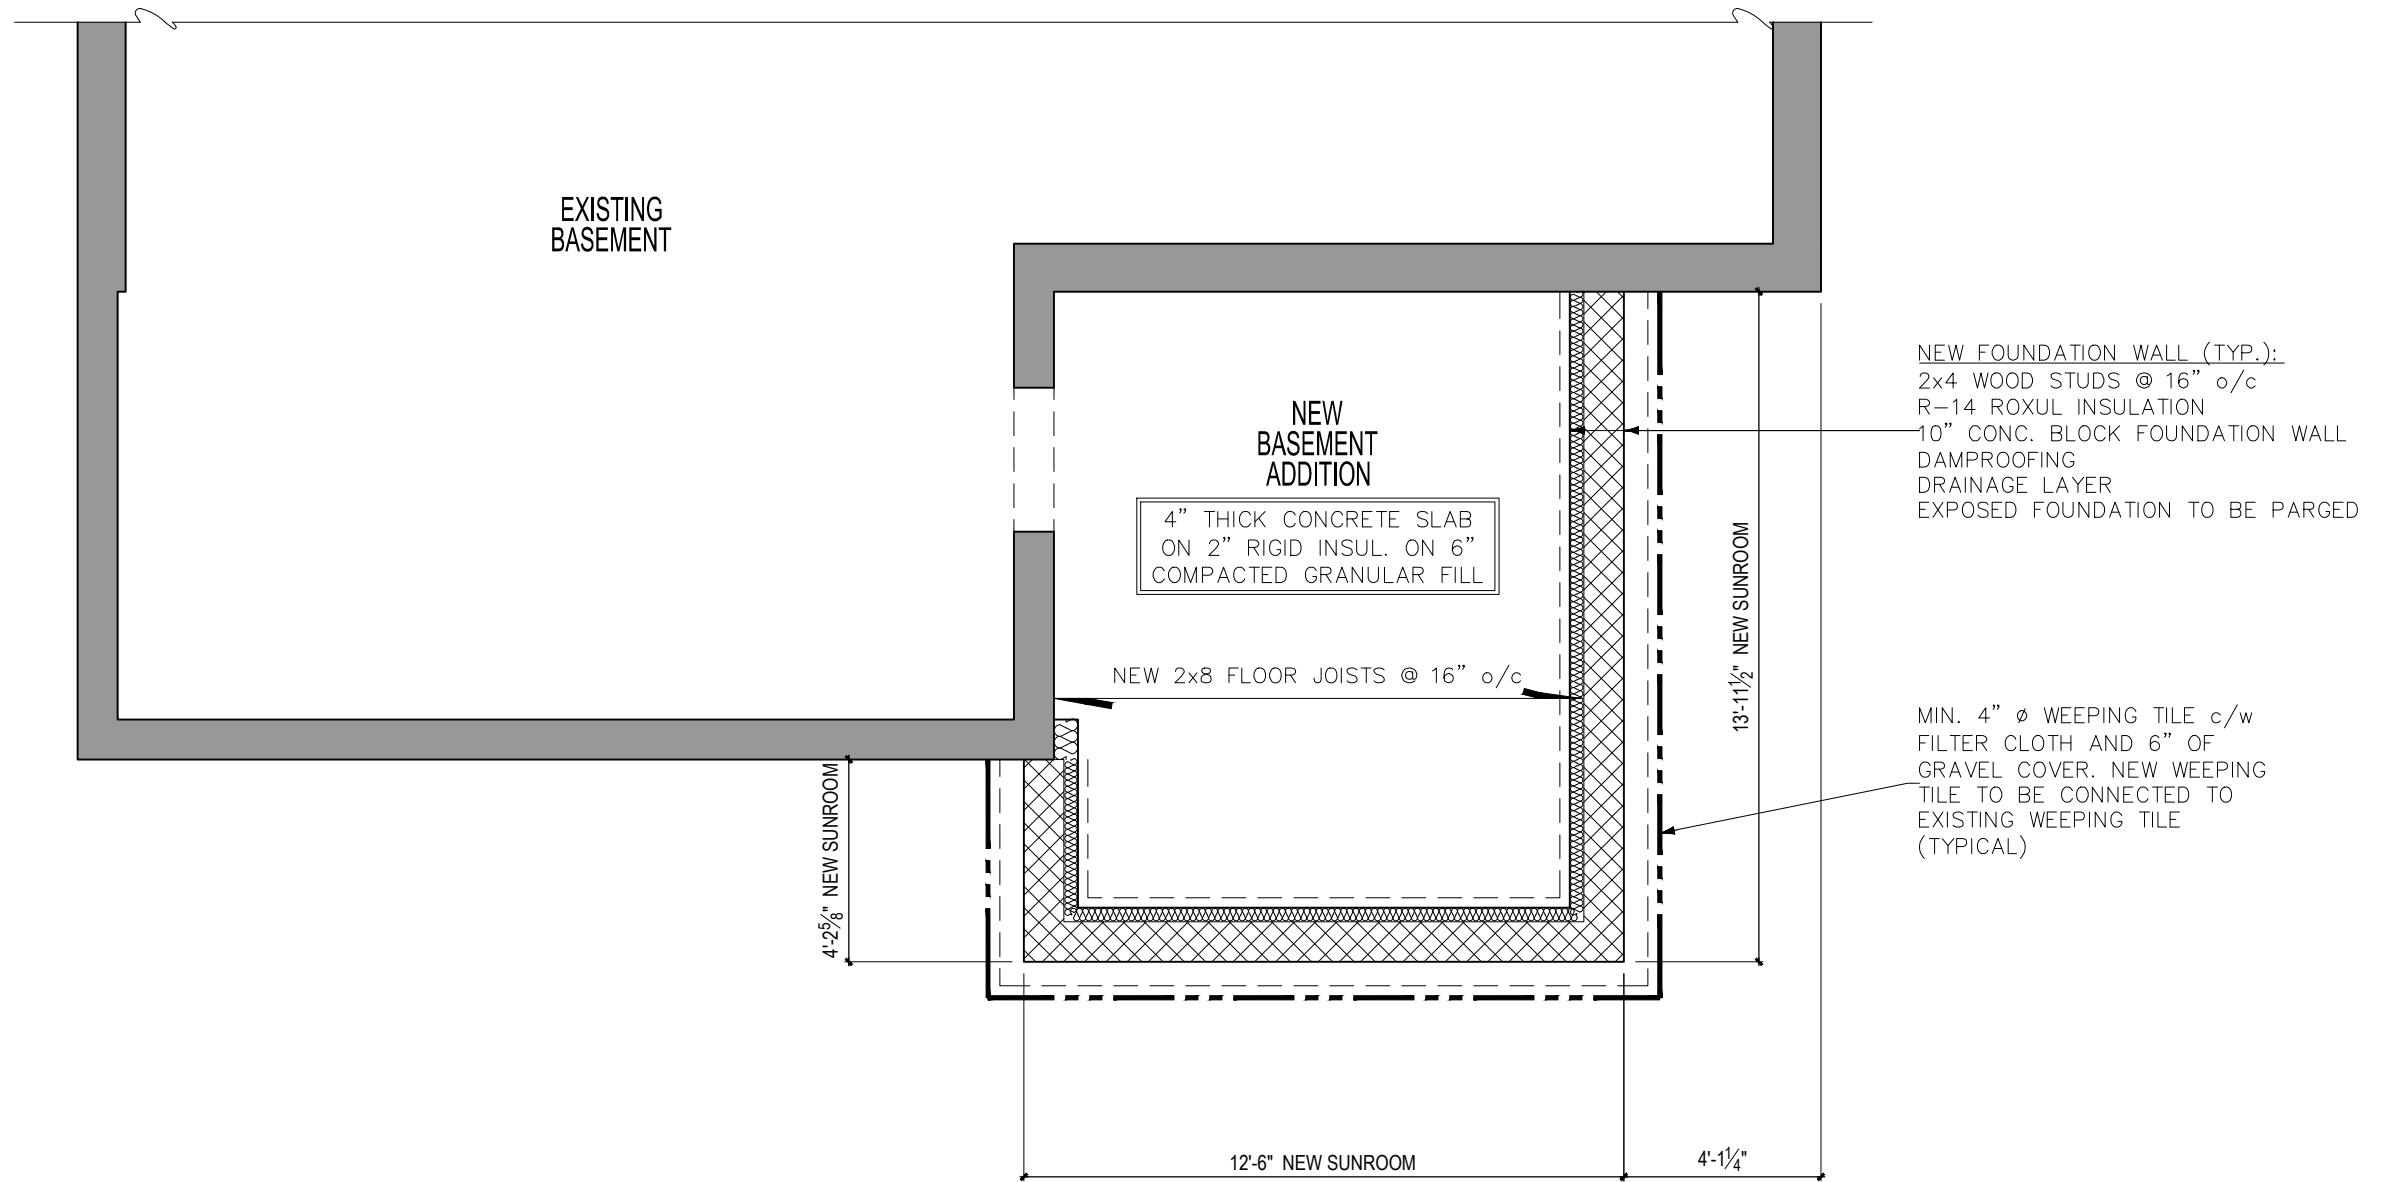 EXISTING
BASEMENT
NEW
BASEMENT
ADDITION
4” THICK CONCRETE SLAB
ON 2” RIGID INSUL. ON 6”
COMPACTED GRANULAR FILL
NEW 2x8 FLOOR JOISTS @ 16” o/c
NEW FOUNDATION WALL (TYP.):
2x4 WOOD STUDS @ 16” o/c
R-14 ROXUL INSULATION
10” CONC. BLOCK FOUNDATION WALL
DAMPROOFING
DRAINAGE LAYER
EXPOSED FOUNDATION TO BE PARGED
13'-11½" NEW SUNROOM
MIN. 4” ø WEEPING TILE c/w
FILTER CLOTH AND 6” OF
GRAVEL COVER. NEW WEEPING
TILE TO BE CONNECTED TO
EXISTING WEEPING TILE
(TYPICAL)
4'-2⅝" NEW SUNROOM
12'-6" NEW SUNROOM
4'-1¼"